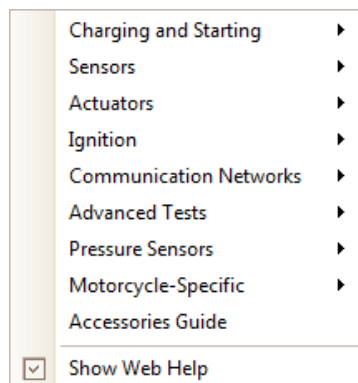 Charging and Starting
Sensors
Actuators
Ignition
Communication Networks
Advanced Tests
Pressure Sensors
Motorcycle-Specific
Accessories Guide
Show Web Help